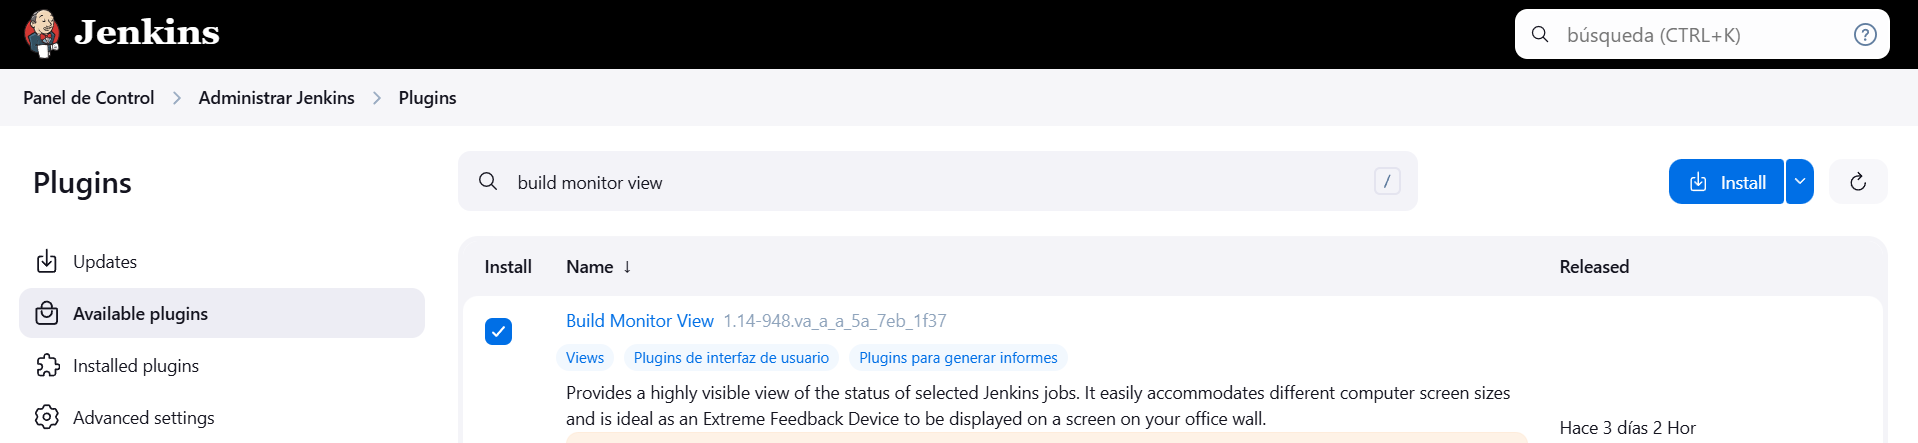 Jenkins
búsqueda (CTRL+K)
?
Panel de Control > Administrar Jenkins > Plugins
Plugins
build monitor view
/
Install
Updates
Available plugins
Installed plugins
Advanced settings
Install Name ↓ Released
Build Monitor View 1.14-948.va_a_a_5a_7eb_1f37
Views Plugins de interfaz de usuario Plugins para generar informes
Provides a highly visible view of the status of selected Jenkins jobs. It easily accommodates different computer screen sizes
and is ideal as an Extreme Feedback Device to be displayed on a screen on your office wall.
Hace 3 días 2 Hor